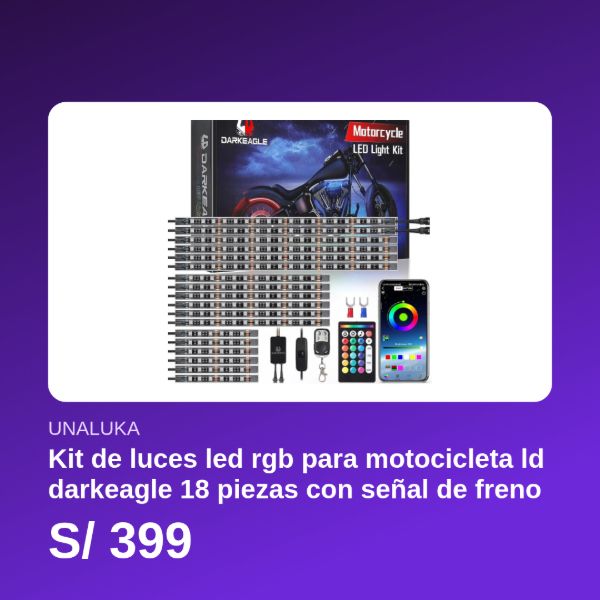 DARKEAGLE
Motorcycle
LED Light Kit
UNALUKA
Kit de luces led rgb para motocicleta ld
darkeagle 18 piezas con señal de freno
S/ 399